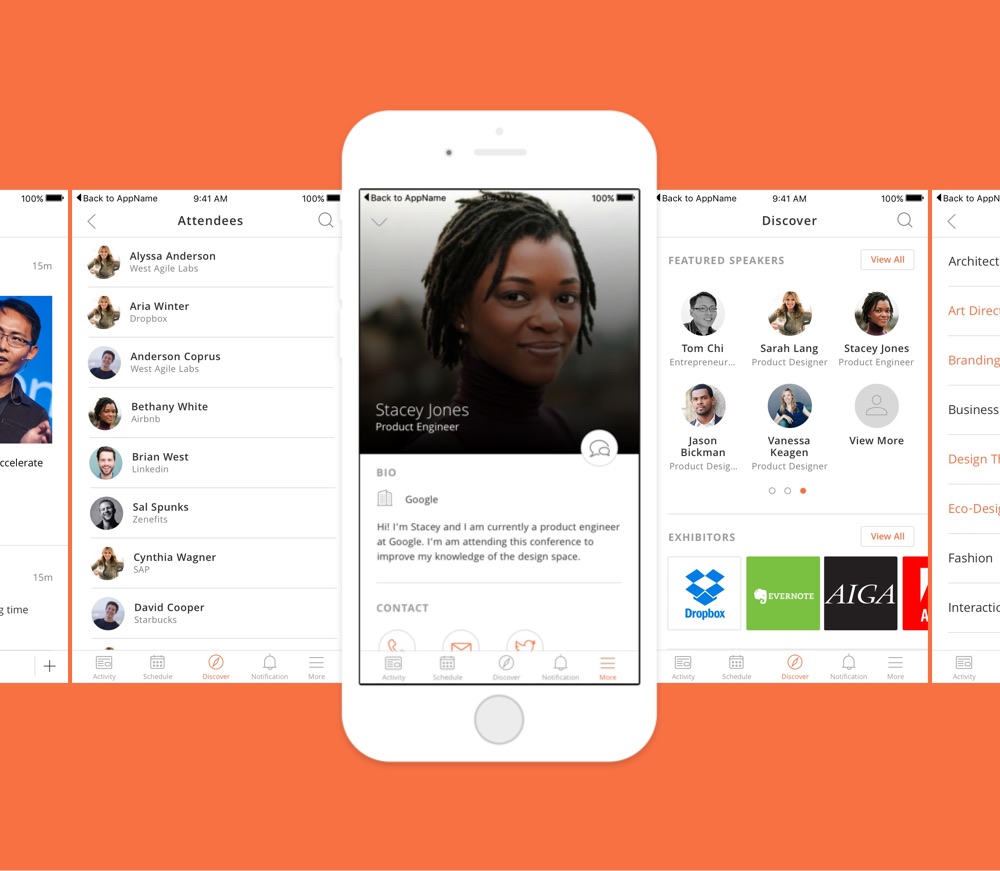 100%
15m
ccelerate
15m
g time
Back to AppName 9:41 AM 100%
Attendees
Alyssa Anderson
West Agile Labs
Aria Winter
Dropbox
Anderson Coprus
West Agile Labs
Bethany White
Airbnb
Brian West
Linkedin
Sal Spunks
Zenefits
Cynthia Wagner
SAP
David Cooper
Starbucks
Activity Schedule Discover Notification More
Back to AppName 100%
Stacey Jones
Product Engineer
BIO
Google
Hi! I'm Stacey and I am currently a product engineer
at Google. I'm am attending this conference to
improve my knowledge of the design space.
CONTACT
Activity Schedule Discover Notification More
Back to AppName 9:41 AM 100%
Discover
FEATURED SPEAKERS View All
Tom Chi Sarah Lang Stacey Jones
Entrepreneur... Product Designer Product Engineer
Jason Vanessa View More
Bickman Keagen
Product Desig... Product Designer
EXHIBITORS View All
Dropbox EVERNOTE AIGA A
Activity Schedule Discover Notification More
Back to AppN
Architect
Art Direc
Branding
Business
Design Th
Eco-Desig
Fashion
Interactio
Activity